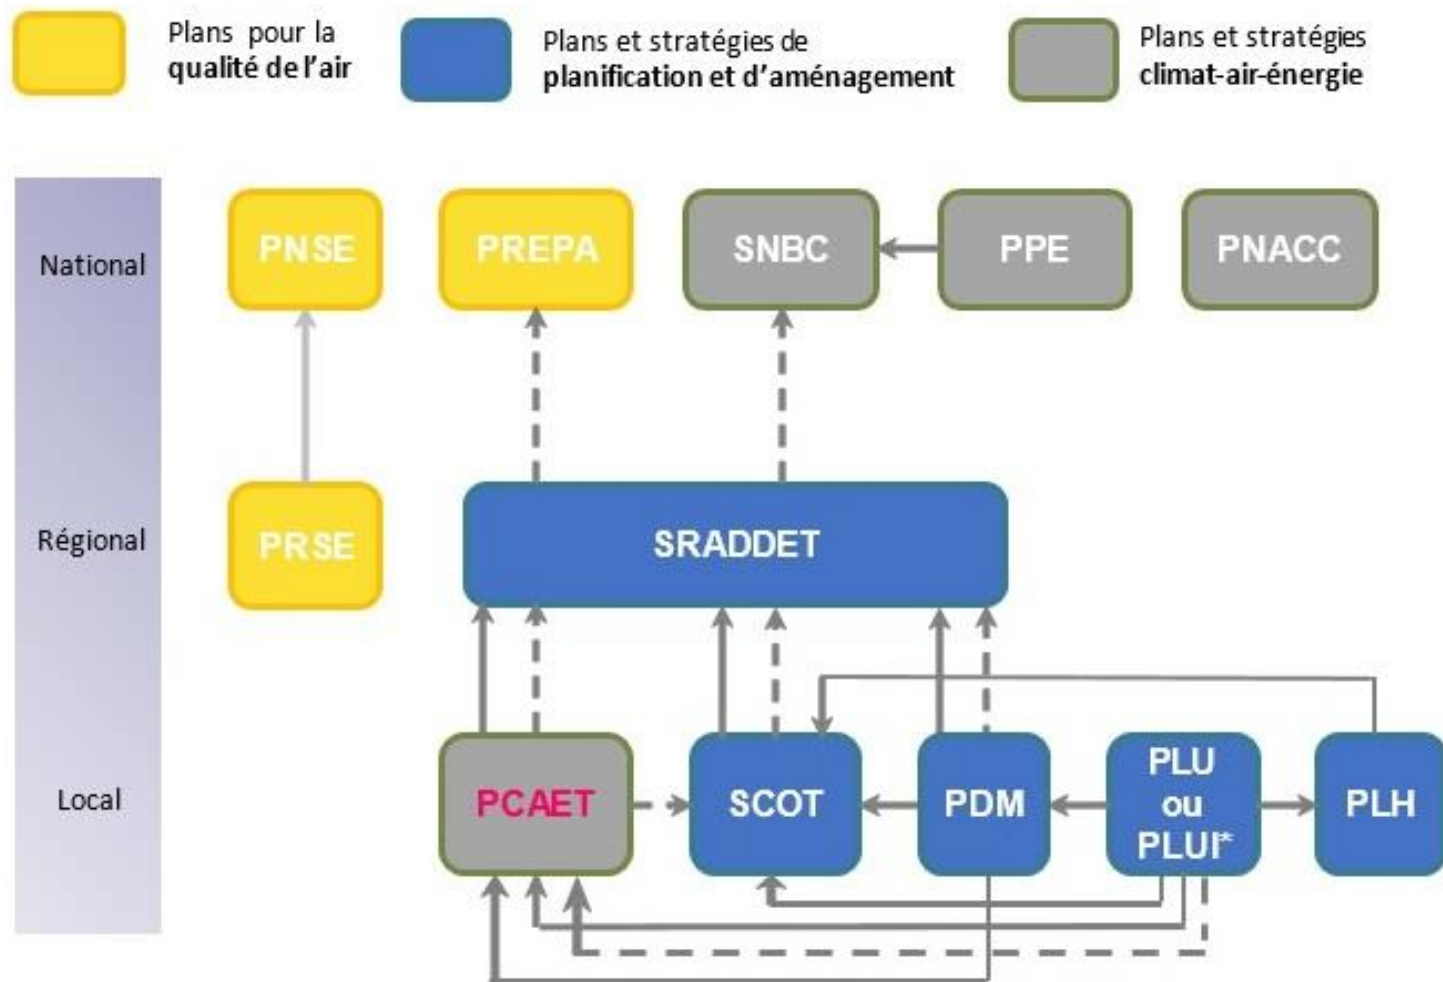 Plans pour la
qualité de l'air
Plans et stratégies de
planification et d'aménagement
Plans et stratégies
climat-air-énergie
National
PNSE
PREPA
SNBC
PPE
PNACC
Régional
PRSE
SRADDET
Local
PCAET
SCOT
PDM
PLU
ou
PLUI*
PLH